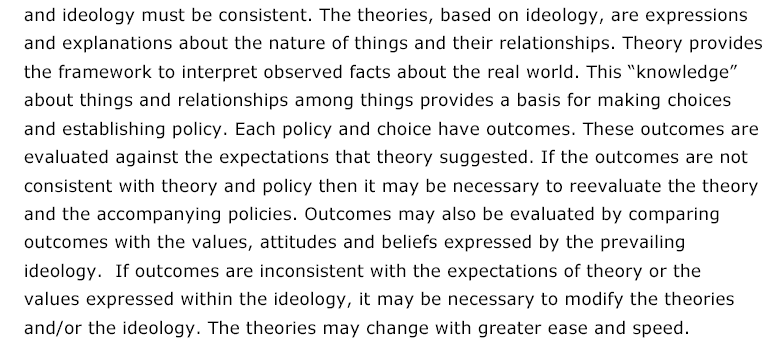 and ideology must be consistent. The theories, based on ideology, are expressions
and explanations about the nature of things and their relationships. Theory provides
the framework to interpret observed facts about the real world. This “knowledge”
about things and relationships among things provides a basis for making choices
and establishing policy. Each policy and choice have outcomes. These outcomes are
evaluated against the expectations that theory suggested. If the outcomes are not
consistent with theory and policy then it may be necessary to reevaluate the theory
and the accompanying policies. Outcomes may also be evaluated by comparing
outcomes with the values, attitudes and beliefs expressed by the prevailing
ideology.  If outcomes are inconsistent with the expectations of theory or the
values expressed within the ideology, it may be necessary to modify the theories
and/or the ideology. The theories may change with greater ease and speed.